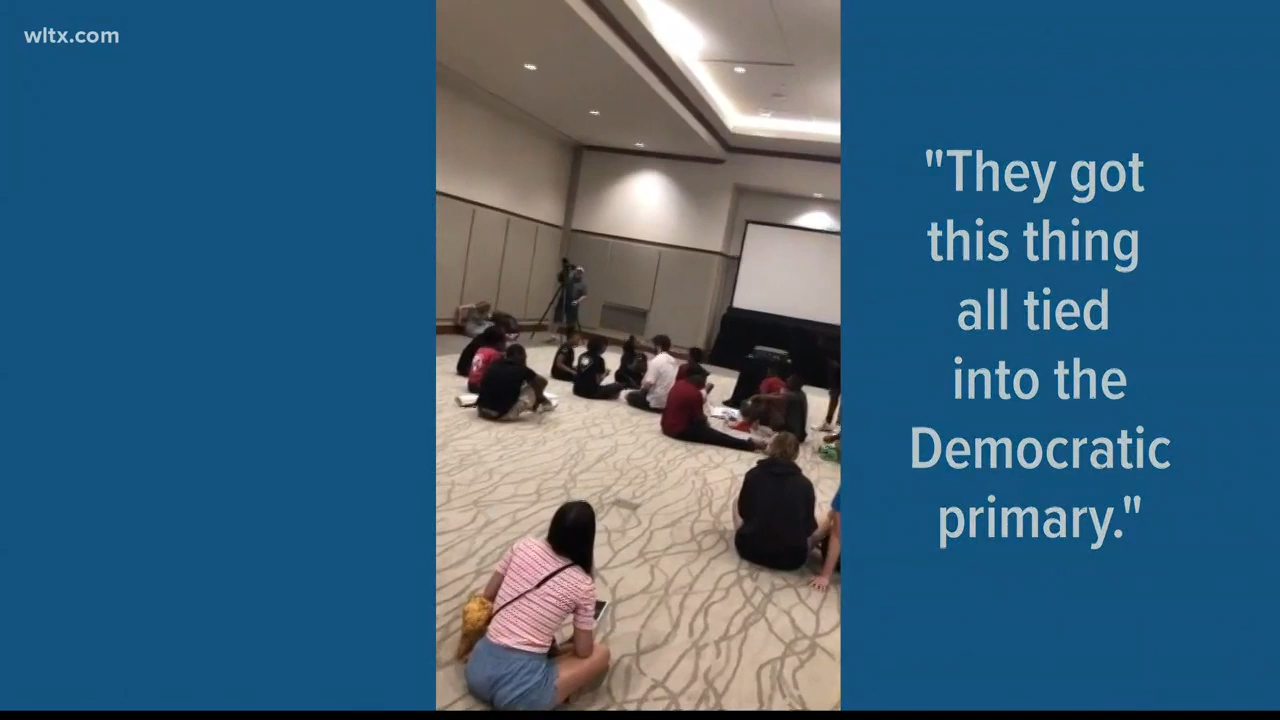 wltx.com
"They got
this thing
all tied
into the
Democratic
primary."